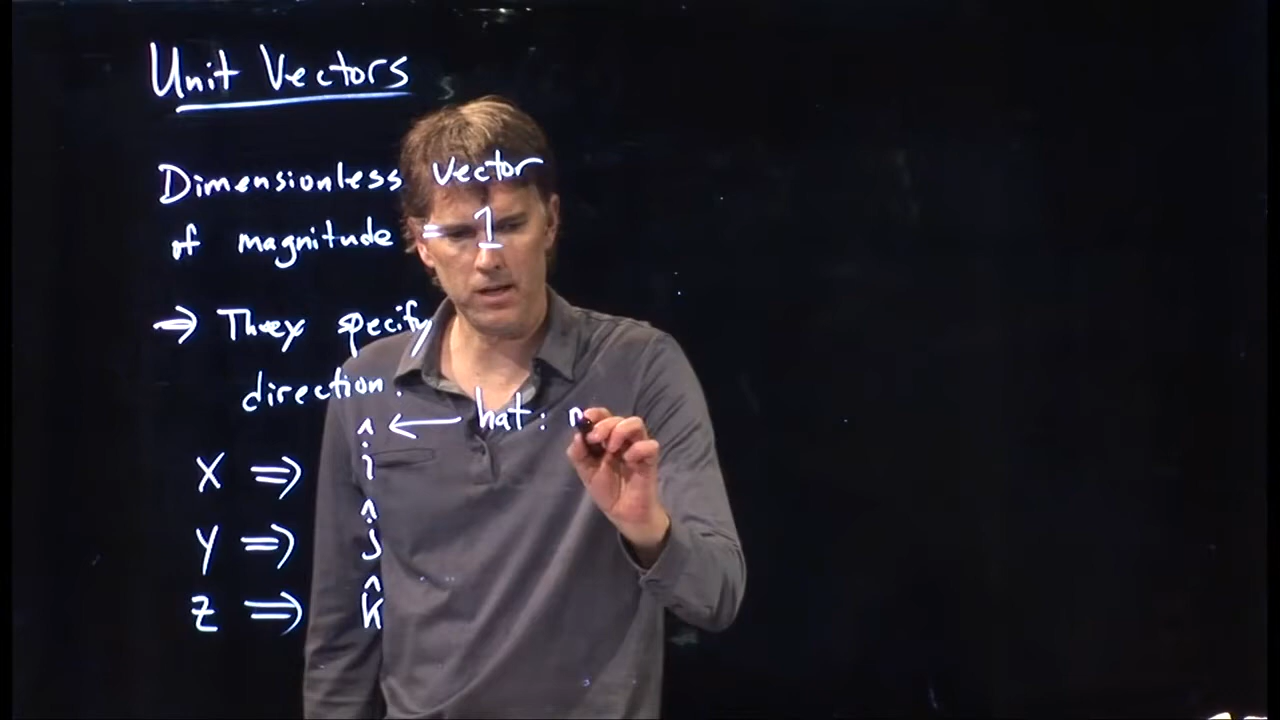 Unit Vectors
Dimensionless vector
of magnitude = 1
⇒ They specify
direction.
î ← hat:
X ⇒ î
Y ⇒ ĵ
Z ⇒ k̂